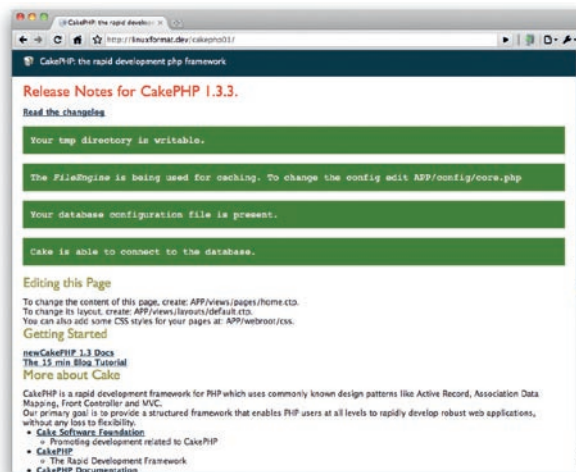 CakePHP: the rapid develop
http://linuxformat.dev/cakephp01/
CakePHP: the rapid development php framework
Release Notes for CakePHP 1.3.3.
Read the changelog
Your tmp directory is writable.
The FileEngine is being used for caching. To change the config edit APP/config/core.php
Your database configuration file is present.
Cake is able to connect to the database.
Editing this Page
To change the content of this page, create: APP/views/pages/home.ctp.
To change its layout, create: APP/views/layouts/default.ctp.
You can also add some CSS styles for your pages at: APP/webroot/css.
Getting Started
newCakePHP 1.3 Docs
The 15 min Blog Tutorial
More about Cake
CakePHP is a rapid development framework for PHP which uses commonly known design patterns like Active Record, Association Data
Mapping, Front Controller and MVC.
Our primary goal is to provide a structured framework that enables PHP users at all levels to rapidly develop robust web applications,
without any loss to flexibility.
Cake Software Foundation
Promoting development related to CakePHP
CakePHP
The Rapid Development Framework
CakePHP Documentation